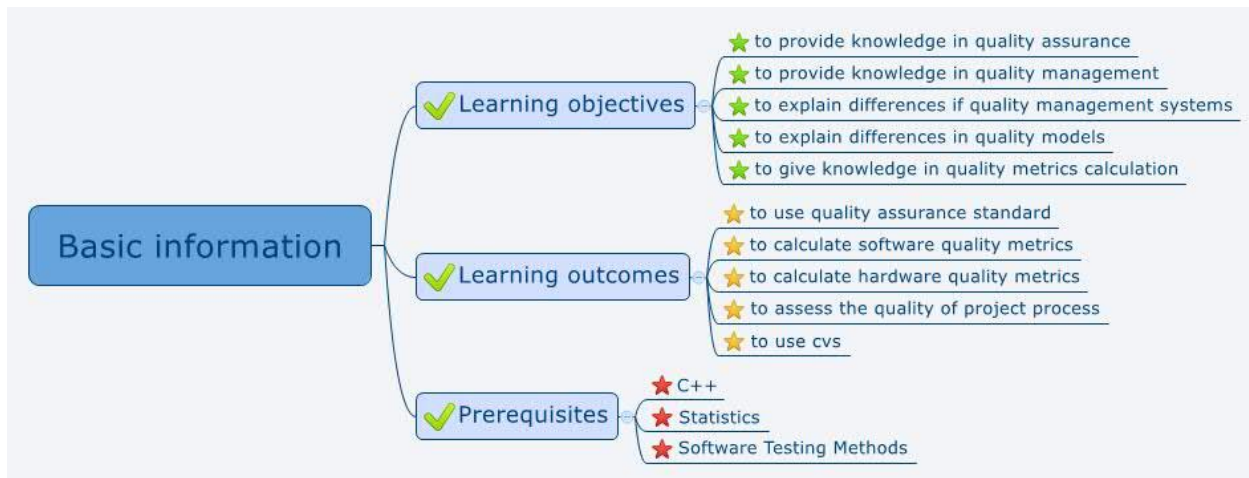 Basic information
Learning objectives
to provide knowledge in quality assurance
to provide knowledge in quality management
to explain differences if quality management systems
to explain differences in quality models
to give knowledge in quality metrics calculation
Learning outcomes
to use quality assurance standard
to calculate software quality metrics
to calculate hardware quality metrics
to assess the quality of project process
to use cvs
Prerequisites
C++
Statistics
Software Testing Methods